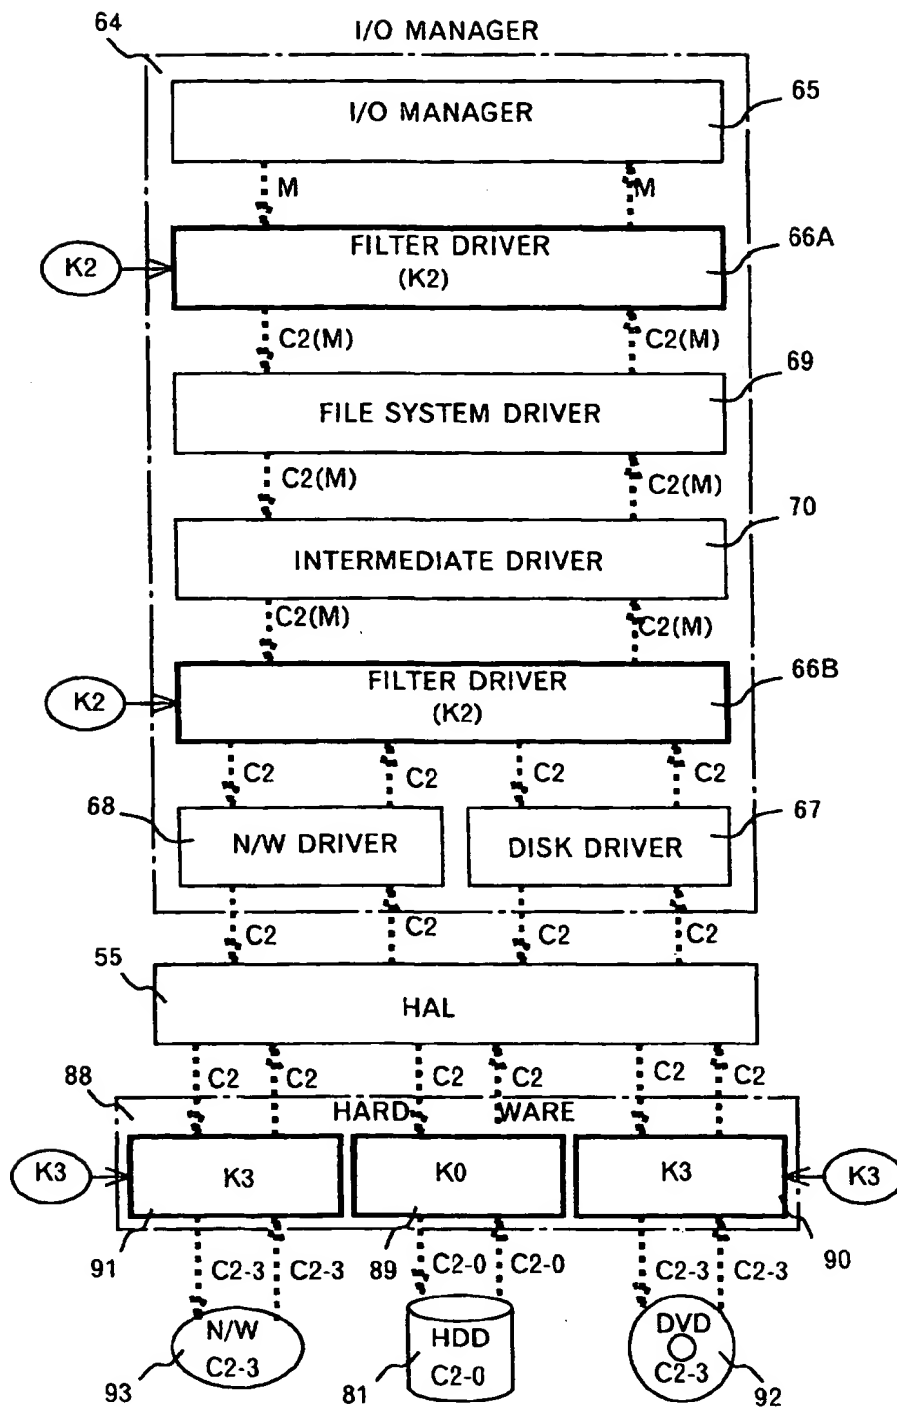 64
I/O MANAGER
65
I/O MANAGER
M
M
66A
K2
FILTER DRIVER
(K2)
C2(M)
C2(M)
69
FILE SYSTEM DRIVER
C2(M)
C2(M)
70
INTERMEDIATE DRIVER
C2(M)
C2(M)
66B
K2
FILTER DRIVER
(K2)
C2
C2
C2
C2
68
67
N/W DRIVER
DISK DRIVER
C2
C2
C2
C2
55
HAL
C2
C2
C2
C2
C2
C2
88
HARD WARE
K3
K3
K0
K3
K3
91
89
90
C2-3
C2-3
C2-0
C2-0
C2-3
C2-3
N/W
C2-3
HDD
C2-0
DVD
C2-3
93
81
92